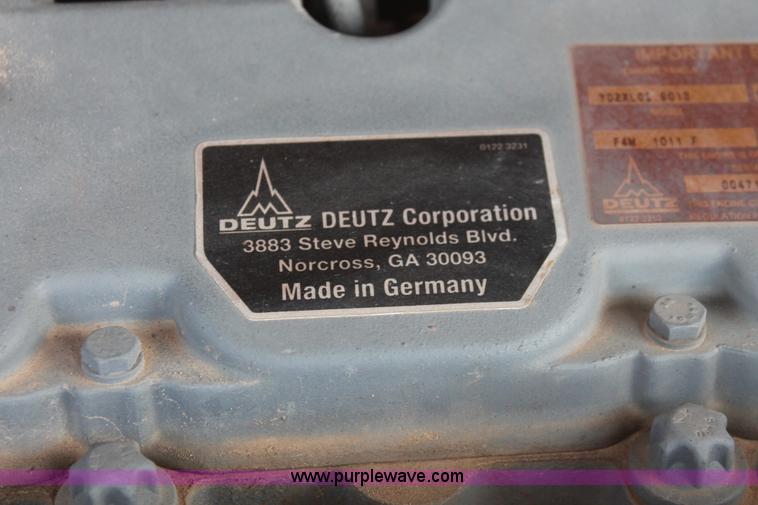 IMPORTANT E
0122 3231
DEUTZ DEUTZ Corporation
3883 Steve Reynolds Blvd.
Norcross, GA 30093
Made in Germany
F4M 1011 F
0047
DEUTZ
www.purplewave.com